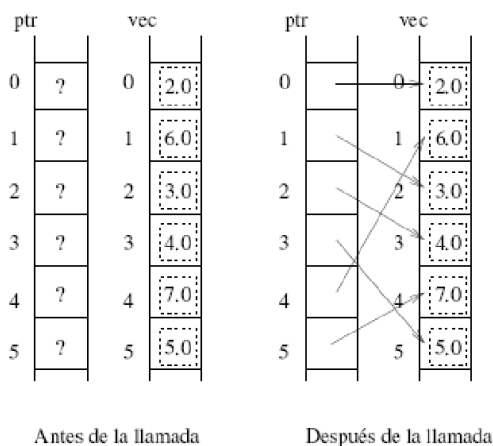 ptr vec ptr vec
0 ? 0 2.0 0 0 2.0
1 ? 1 6.0 1 1 6.0
2 ? 2 3.0 2 2 3.0
3 ? 3 4.0 3 3 4.0
4 ? 4 7.0 4 4 7.0
5 ? 5 5.0 5 5 5.0
Antes de la llamada Después de la llamada